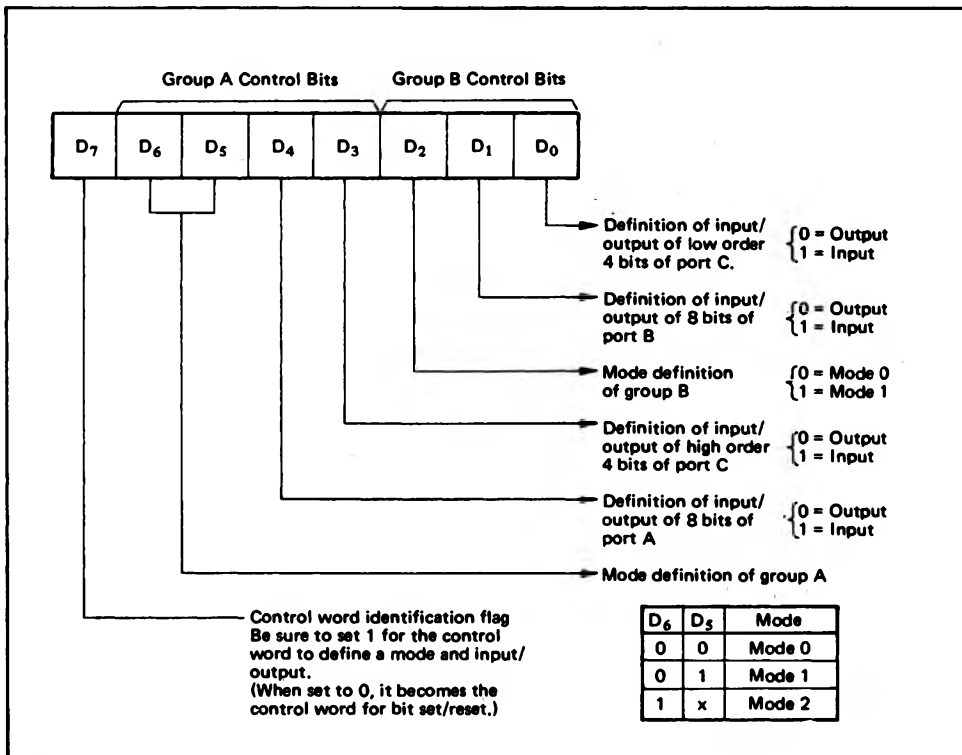 Group A Control Bits Group B Control Bits
D7 D6 D5 D4 D3 D2 D1 D0
Definition of input/
output of low order
4 bits of port C.
0 = Output
1 = Input
Definition of input/
output of 8 bits of
port B
0 = Output
1 = Input
Mode definition
of group B
0 = Mode 0
1 = Mode 1
Definition of input/
output of high order
4 bits of port C
0 = Output
1 = Input
Definition of input/
output of 8 bits of
port A
0 = Output
1 = Input
Mode definition of group A
Control word identification flag
Be sure to set 1 for the control
word to define a mode and input/
output.
(When set to 0, it becomes the
control word for bit set/reset.)
D6 D5 Mode
0 0 Mode 0
0 1 Mode 1
1 x Mode 2